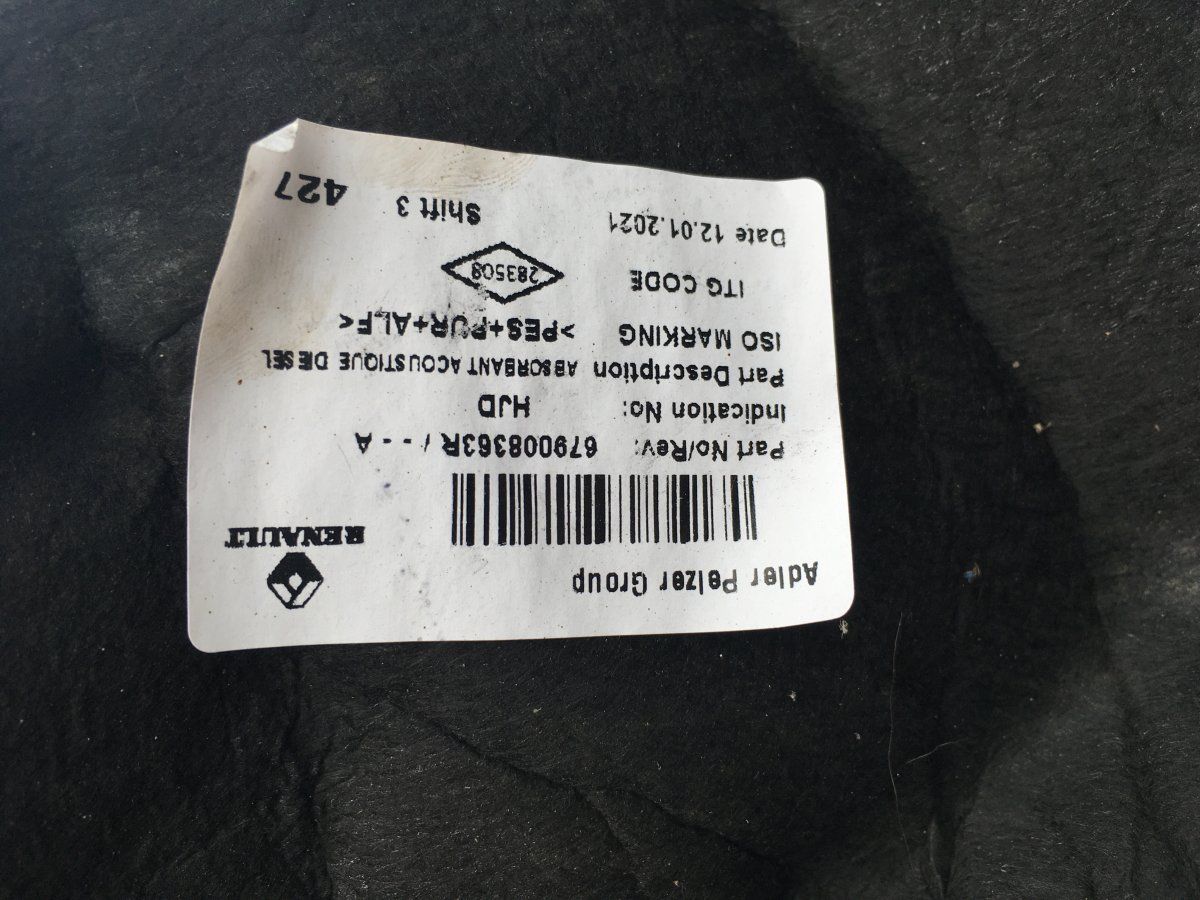 Adler Pelzer Group
RENAULT
Part No/Rev: 679008363R / - - A
Indication No: HJD
Part Description ABSORBANT ACOUSTIQUE DIESEL
ISO MARKING >PES+PUR+ALF<
ITG CODE 283508
Date 12.01.2021 Shift 3 427